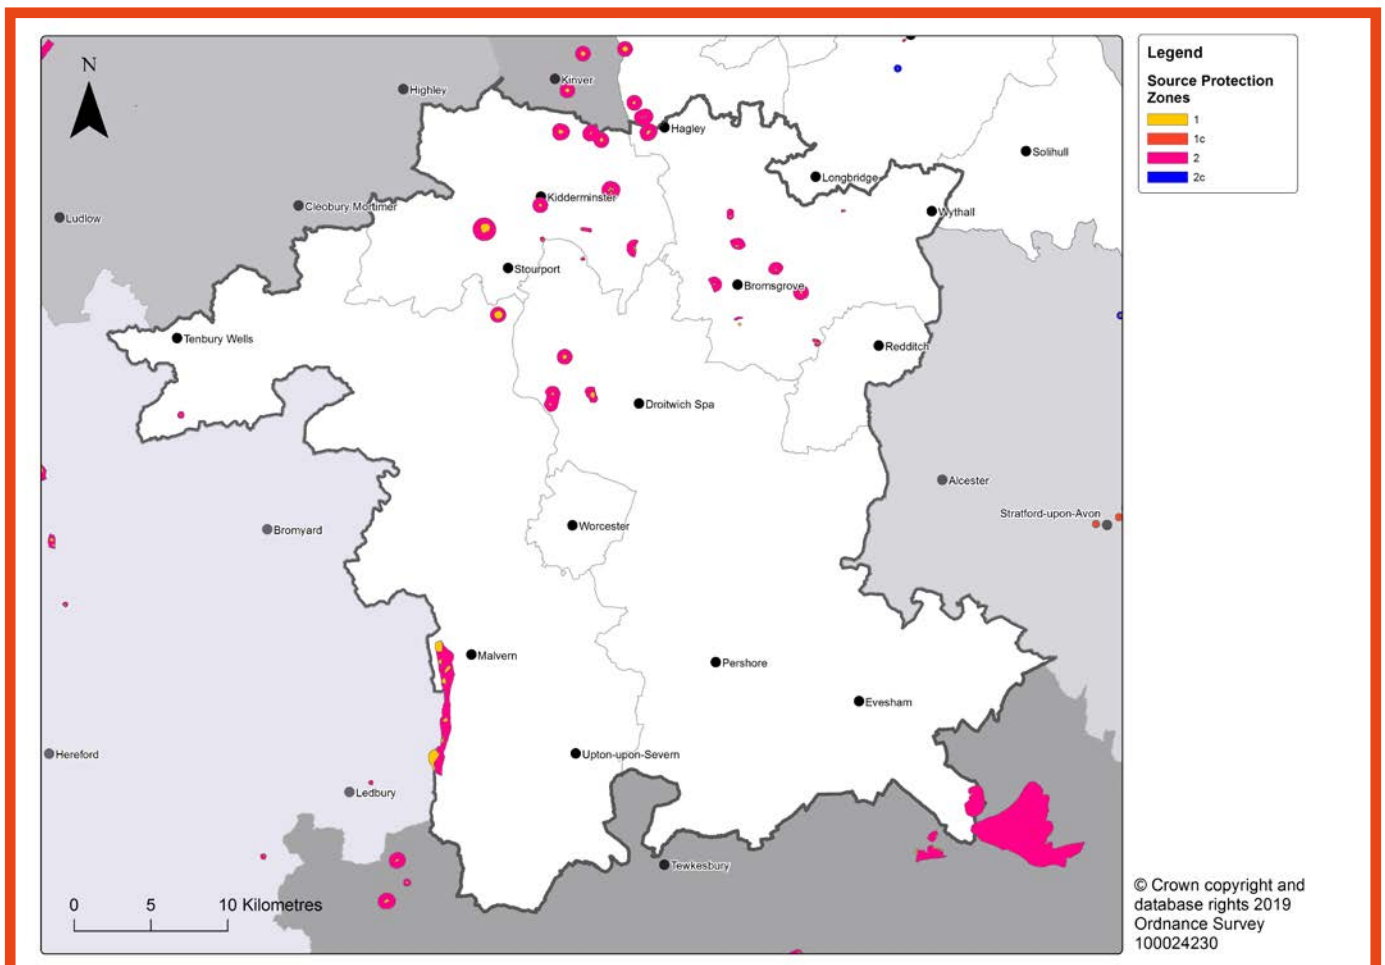 N
Kinver
Highley
Hagley
Solihull
Longbridge
Kidderminster
Cleobury Mortimer
Wythall
Ludlow
Stourport
Bromsgrove
Tenbury Wells
Redditch
Droitwich Spa
Alcester
Stratford-upon-Avon
Worcester
Bromyard
Malvern
Pershore
Evesham
Hereford
Upton-upon-Severn
Ledbury
Tewkesbury
0 5 10 Kilometres
Legend
Source Protection
Zones
1
1c
2
2c
© Crown copyright and
database rights 2019
Ordnance Survey
100024230